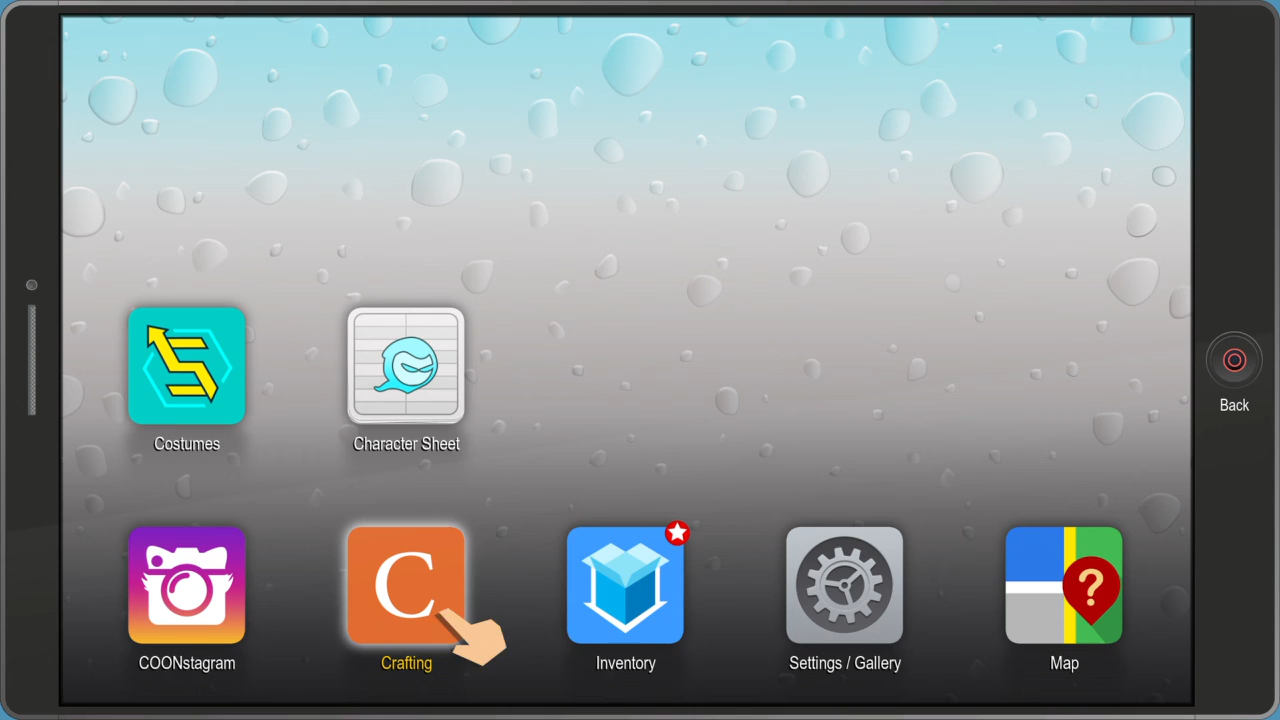 Costumes
Character Sheet
Back
C
?
COONstagram
Crafting
Inventory
Settings / Gallery
Map